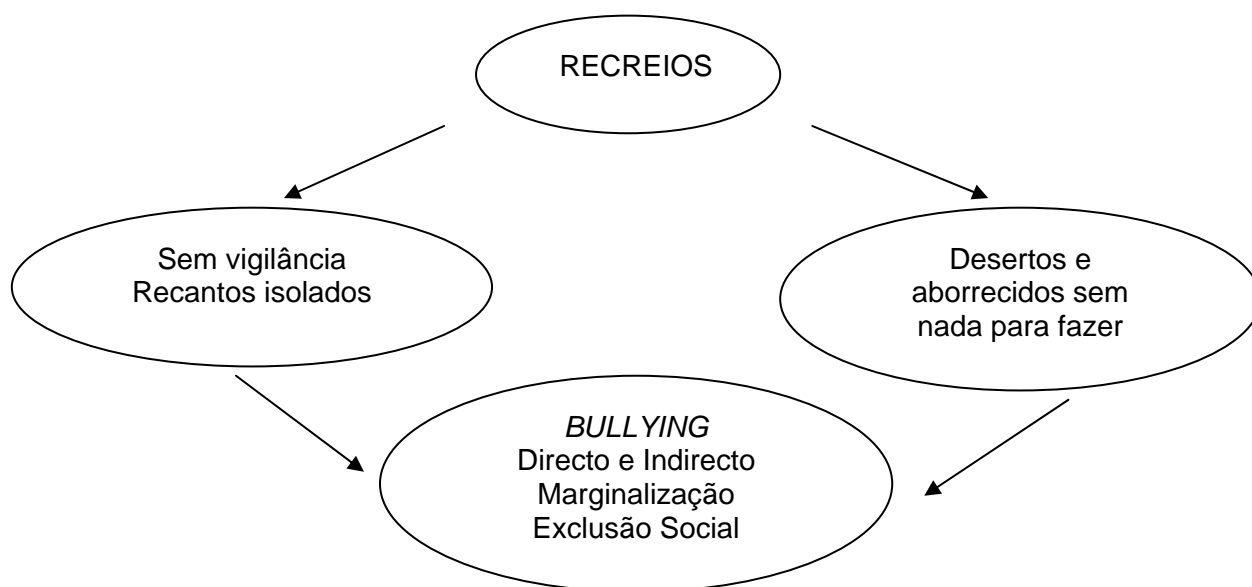 RECREIOS
Sem vigilância
Recantos isolados
Desertos e
aborrecidos sem
nada para fazer
BULLYING
Directo e Indirecto
Marginalização
Exclusão Social